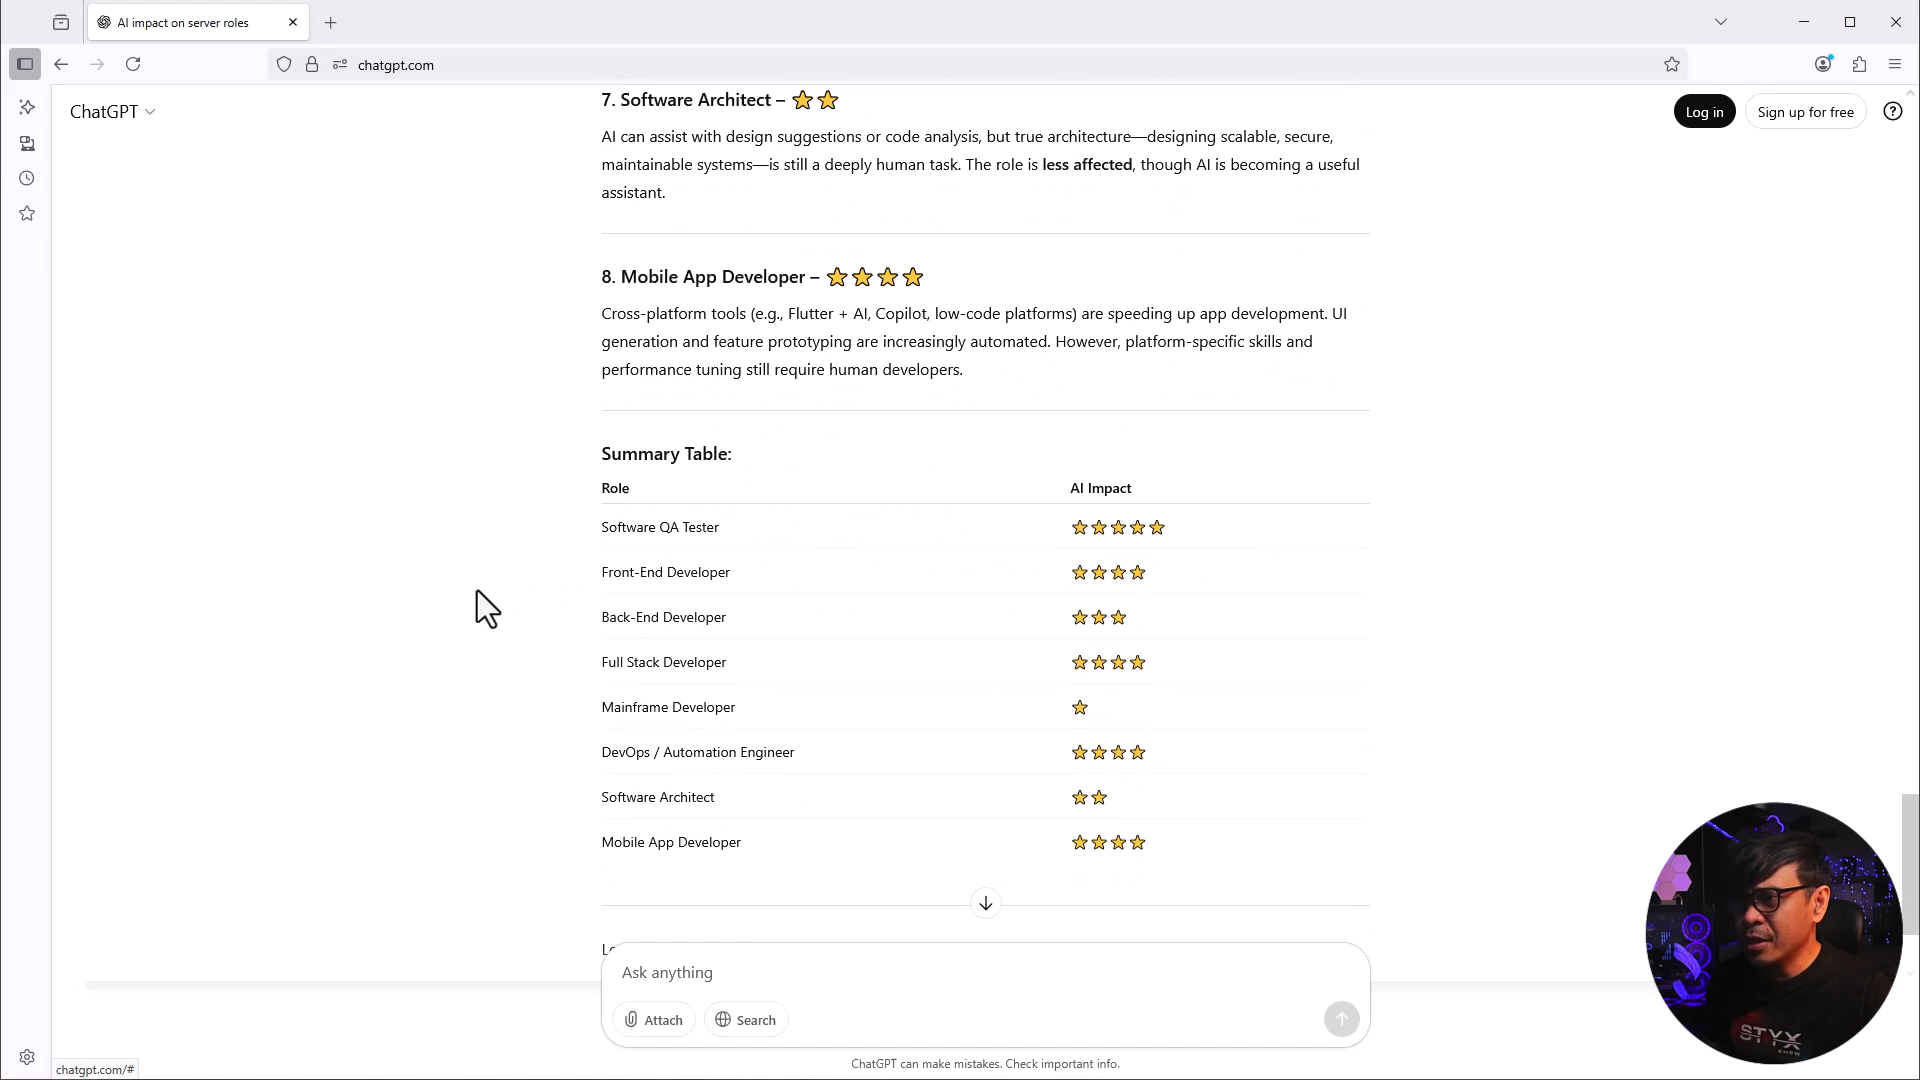 AI impact on server roles
chatgpt.com
ChatGPT
Log in
Sign up for free
7. Software Architect – ⭐⭐
AI can assist with design suggestions or code analysis, but true architecture—designing scalable, secure,
maintainable systems—is still a deeply human task. The role is less affected, though AI is becoming a useful
assistant.
8. Mobile App Developer – ⭐⭐⭐⭐
Cross-platform tools (e.g., Flutter + AI, Copilot, low-code platforms) are speeding up app development. UI
generation and feature prototyping are increasingly automated. However, platform-specific skills and
performance tuning still require human developers.
Summary Table:
Role AI Impact
Software QA Tester ⭐⭐⭐⭐⭐
Front-End Developer ⭐⭐⭐⭐
Back-End Developer ⭐⭐⭐
Full Stack Developer ⭐⭐⭐⭐
Mainframe Developer ⭐
DevOps / Automation Engineer ⭐⭐⭐⭐
Software Architect ⭐⭐
Mobile App Developer ⭐⭐⭐⭐
Ask anything
Attach Search
STYX
SHOW
ChatGPT can make mistakes. Check important info.
chatgpt.com/#